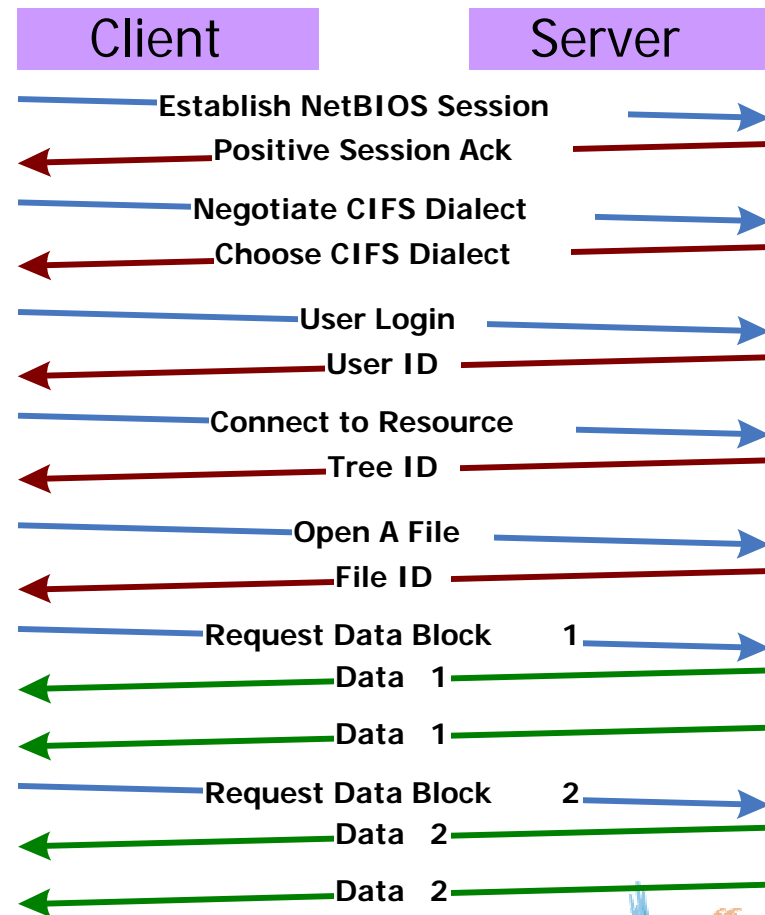 Client Server
Establish NetBIOS Session
Positive Session Ack
Negotiate CIFS Dialect
Choose CIFS Dialect
User Login
User ID
Connect to Resource
Tree ID
Open A File
File ID
Request Data Block 1
Data 1
Data 1
Request Data Block 2
Data 2
Data 2